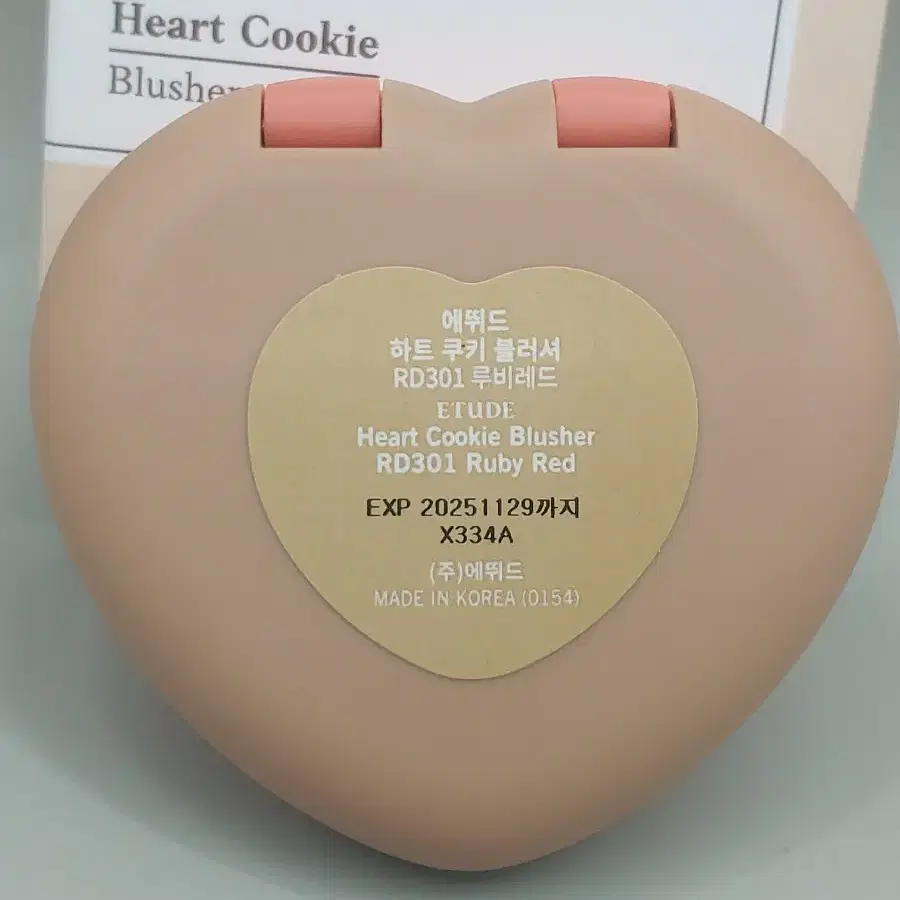 Heart Cookie
Blusher
에뛰드
하트 쿠키 블러셔
RD301 루비레드
ETUDE
Heart Cookie Blusher
RD301 Ruby Red
EXP 20251129까지
X334A
(주)에뛰드
MADE IN KOREA (0154)